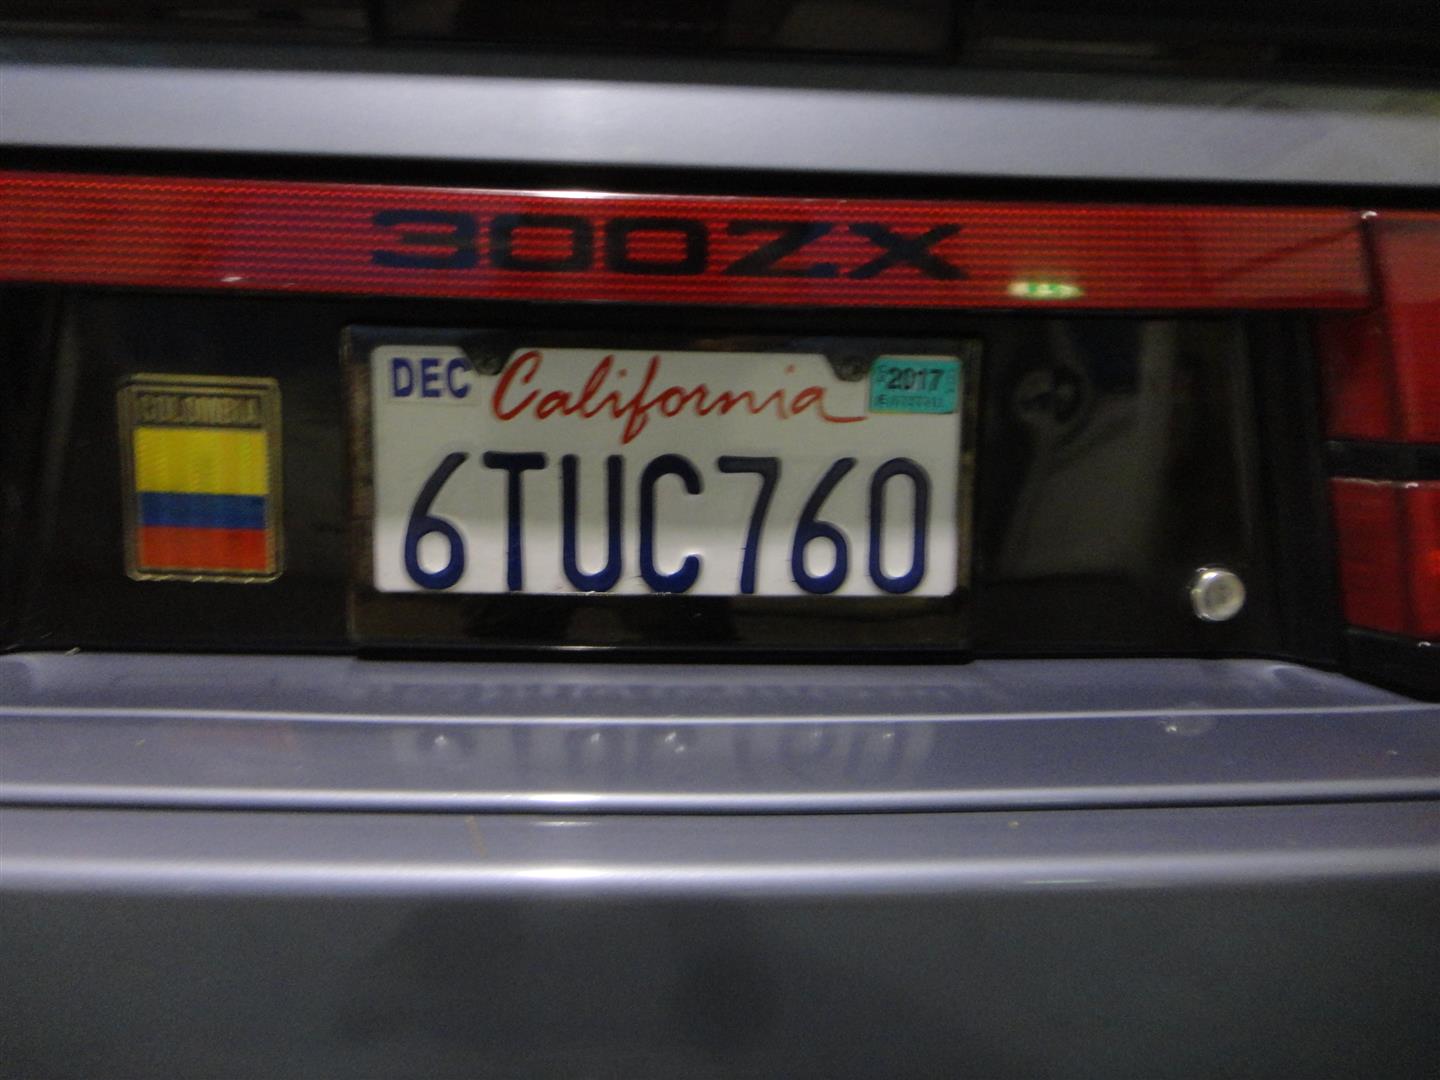 300ZX
DEC California 2017
COLOMBIA
6TUC760